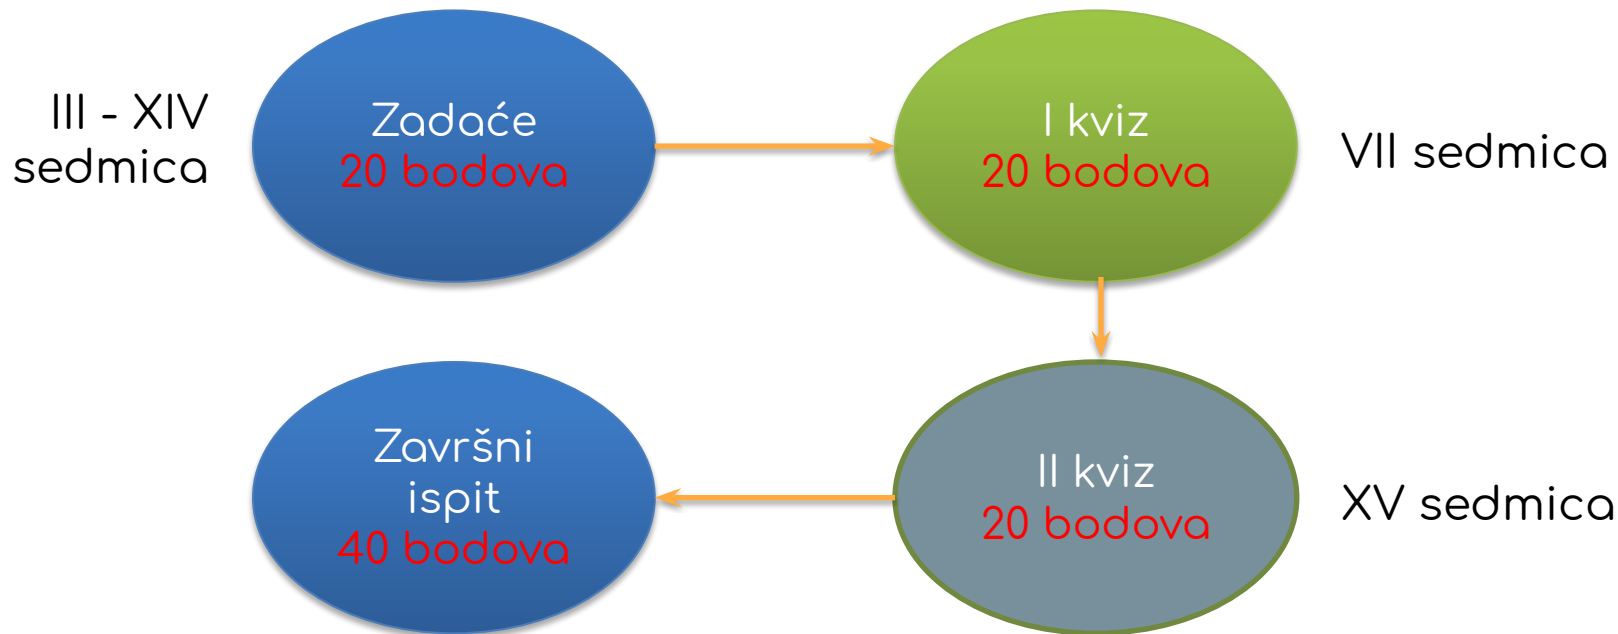 III - XIV
sedmica
Zadaće
20 bodova
I kviz
20 bodova
VII sedmica
Završni
ispit
40 bodova
II kviz
20 bodova
XV sedmica